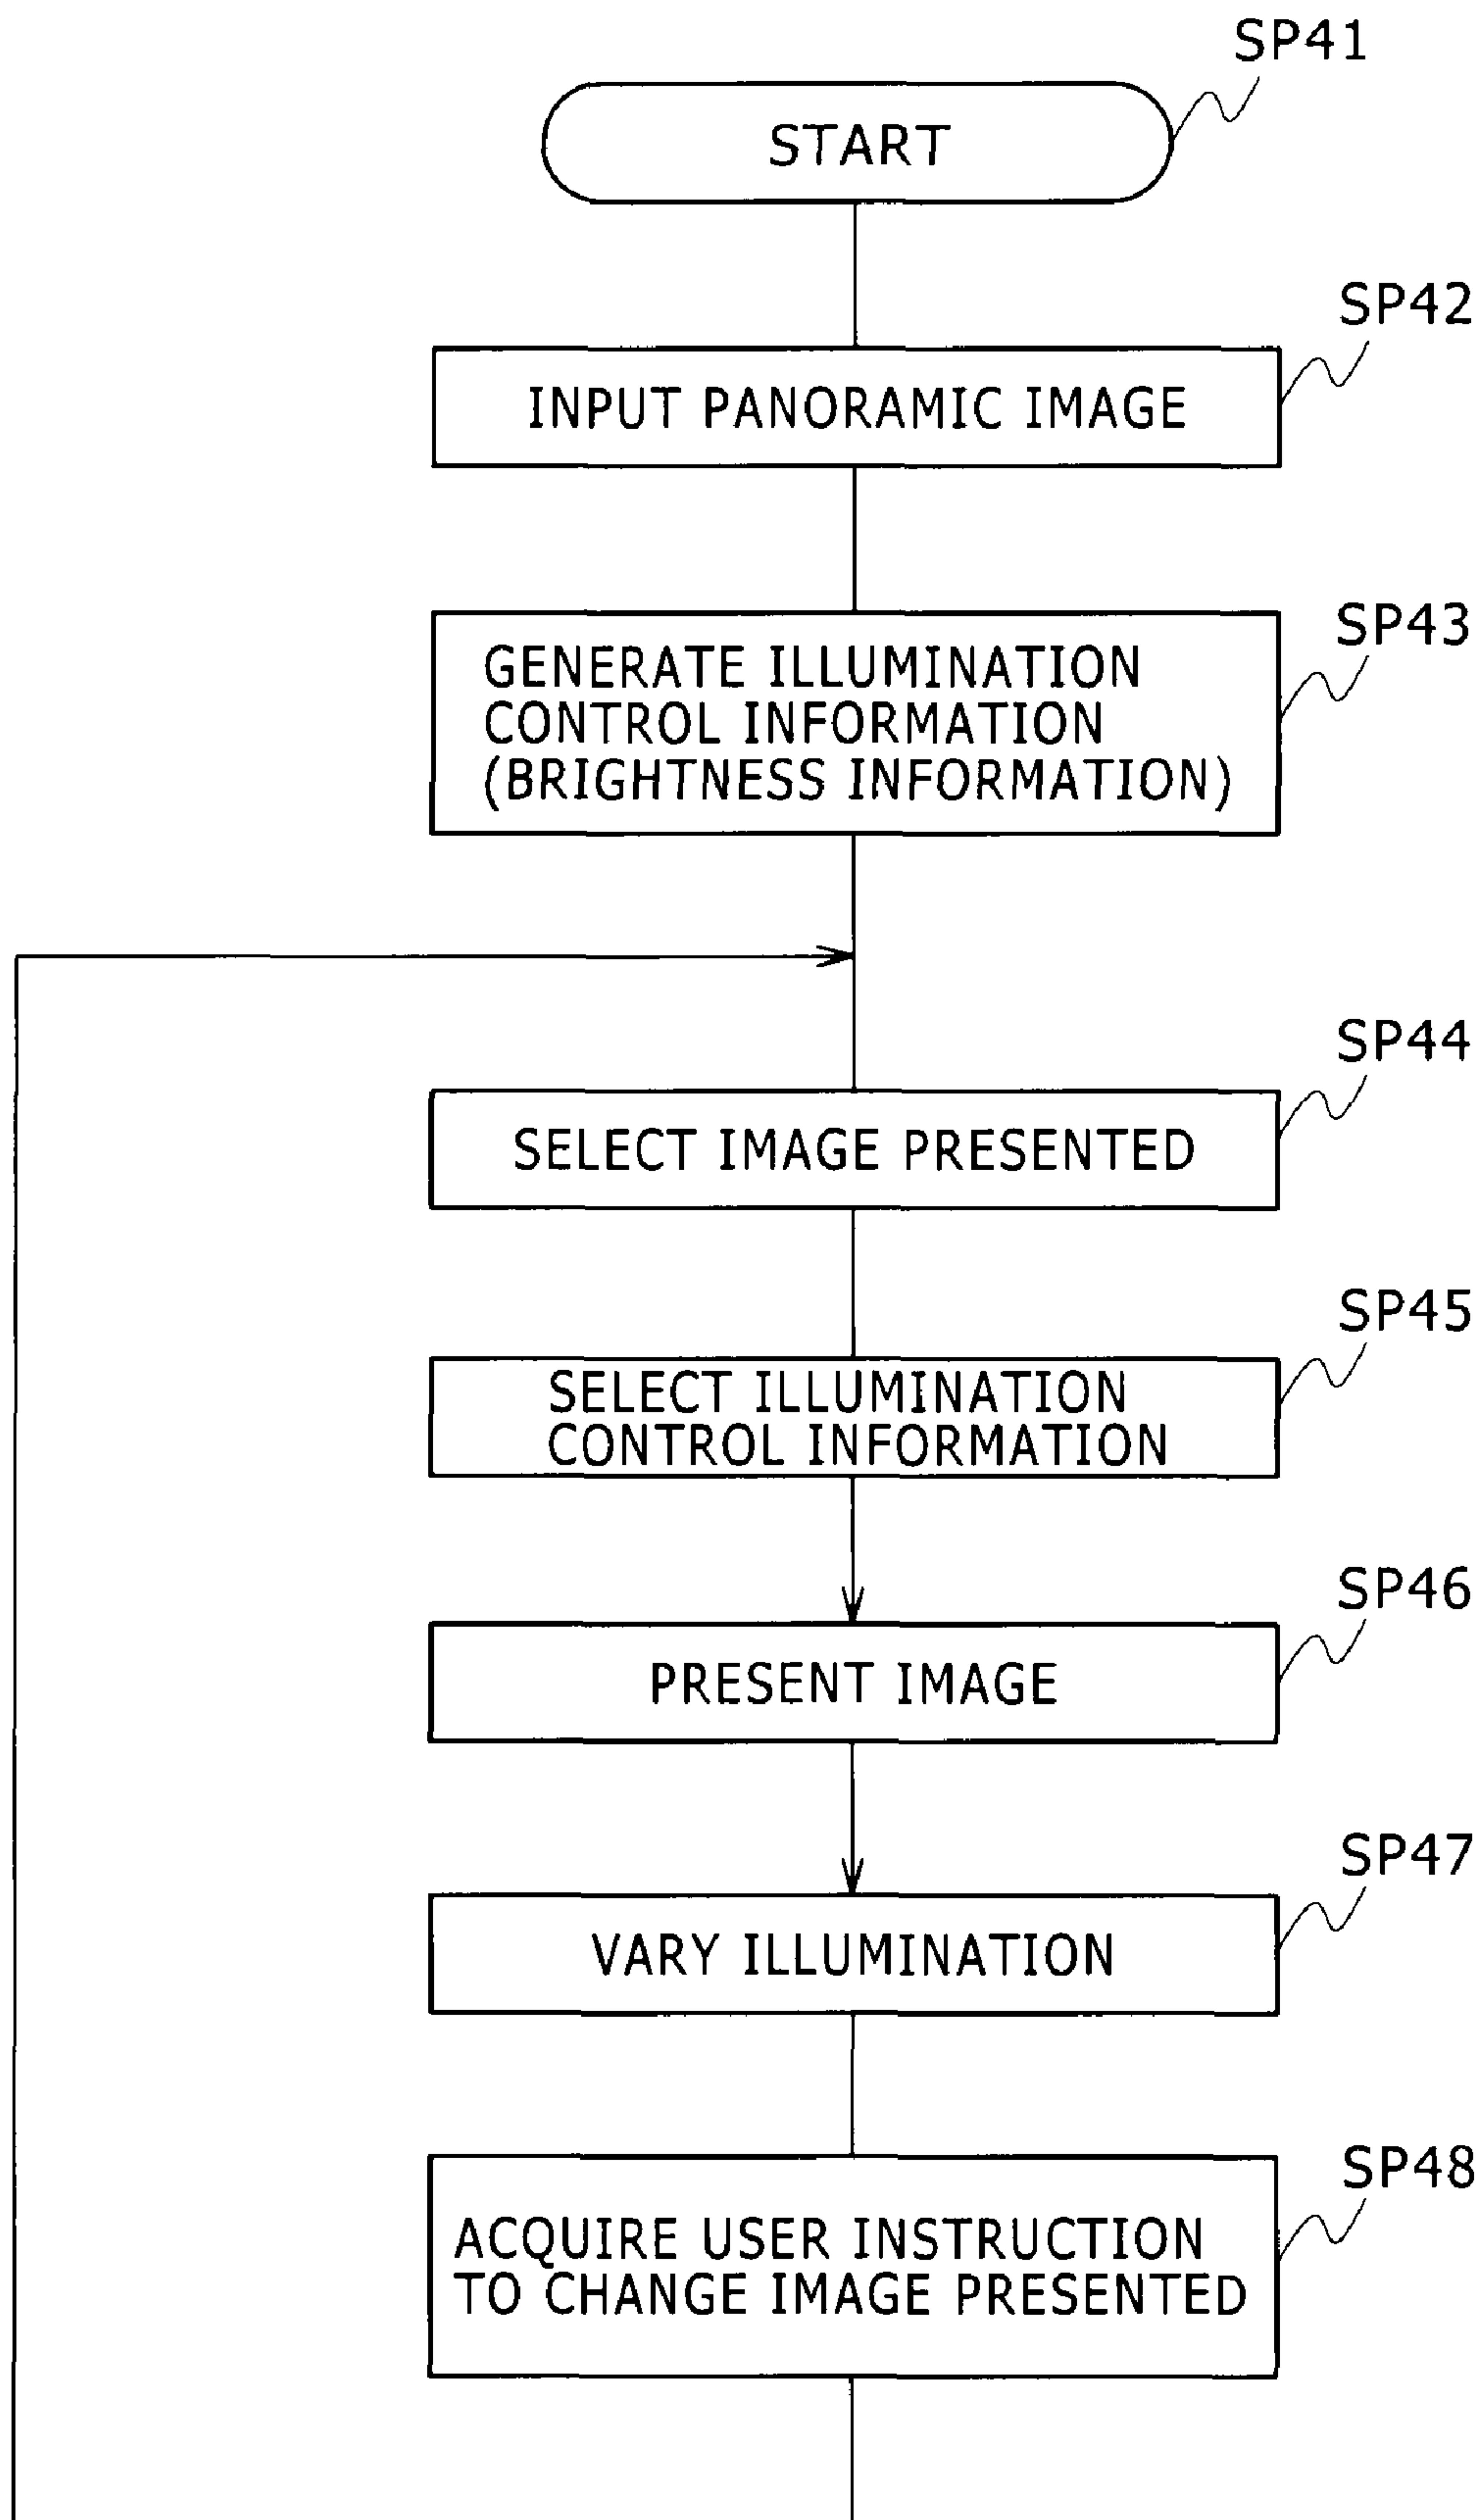 SP41
START
SP42
INPUT PANORAMIC IMAGE
SP43
GENERATE ILLUMINATION
CONTROL INFORMATION
(BRIGHTNESS INFORMATION)
SP44
SELECT IMAGE PRESENTED
SP45
SELECT ILLUMINATION
CONTROL INFORMATION
SP46
PRESENT IMAGE
SP47
VARY ILLUMINATION
SP48
ACQUIRE USER INSTRUCTION
TO CHANGE IMAGE PRESENTED